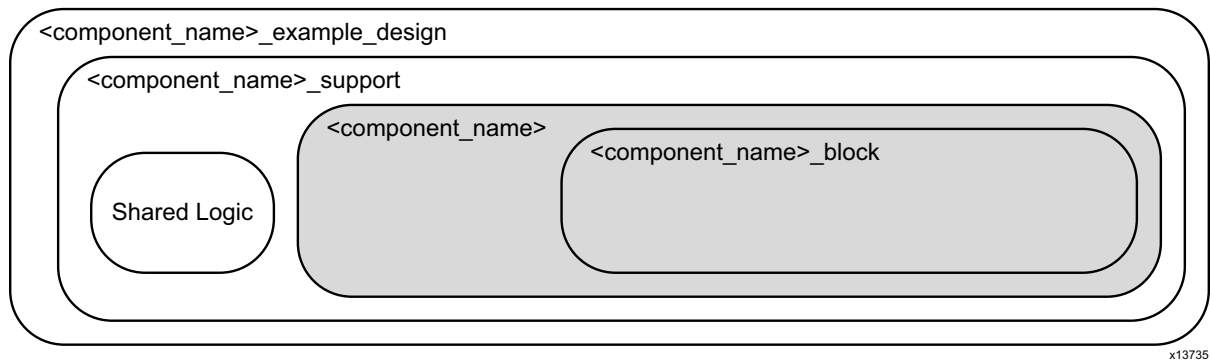 <component_name>_example_design
<component_name>_support
<component_name>
<component_name>_block
Shared Logic
x13735